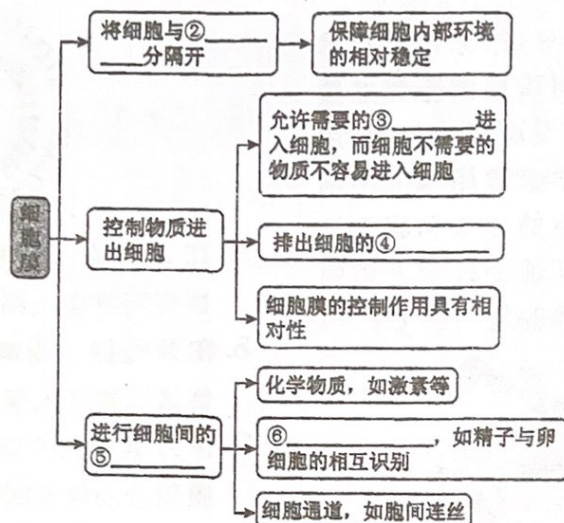 将细胞与②________
____分隔开
保障细胞内部环境
的相对稳定
允许需要的③________进
入细胞，而细胞不需要的
物质不容易进入细胞
细胞膜
控制物质进
出细胞
排出细胞的④________
细胞膜的控制作用具有相
对性
进行细胞间的
⑤________
化学物质，如激素等
⑥____________，如精子与卵
细胞的相互识别
细胞通道，如胞间连丝